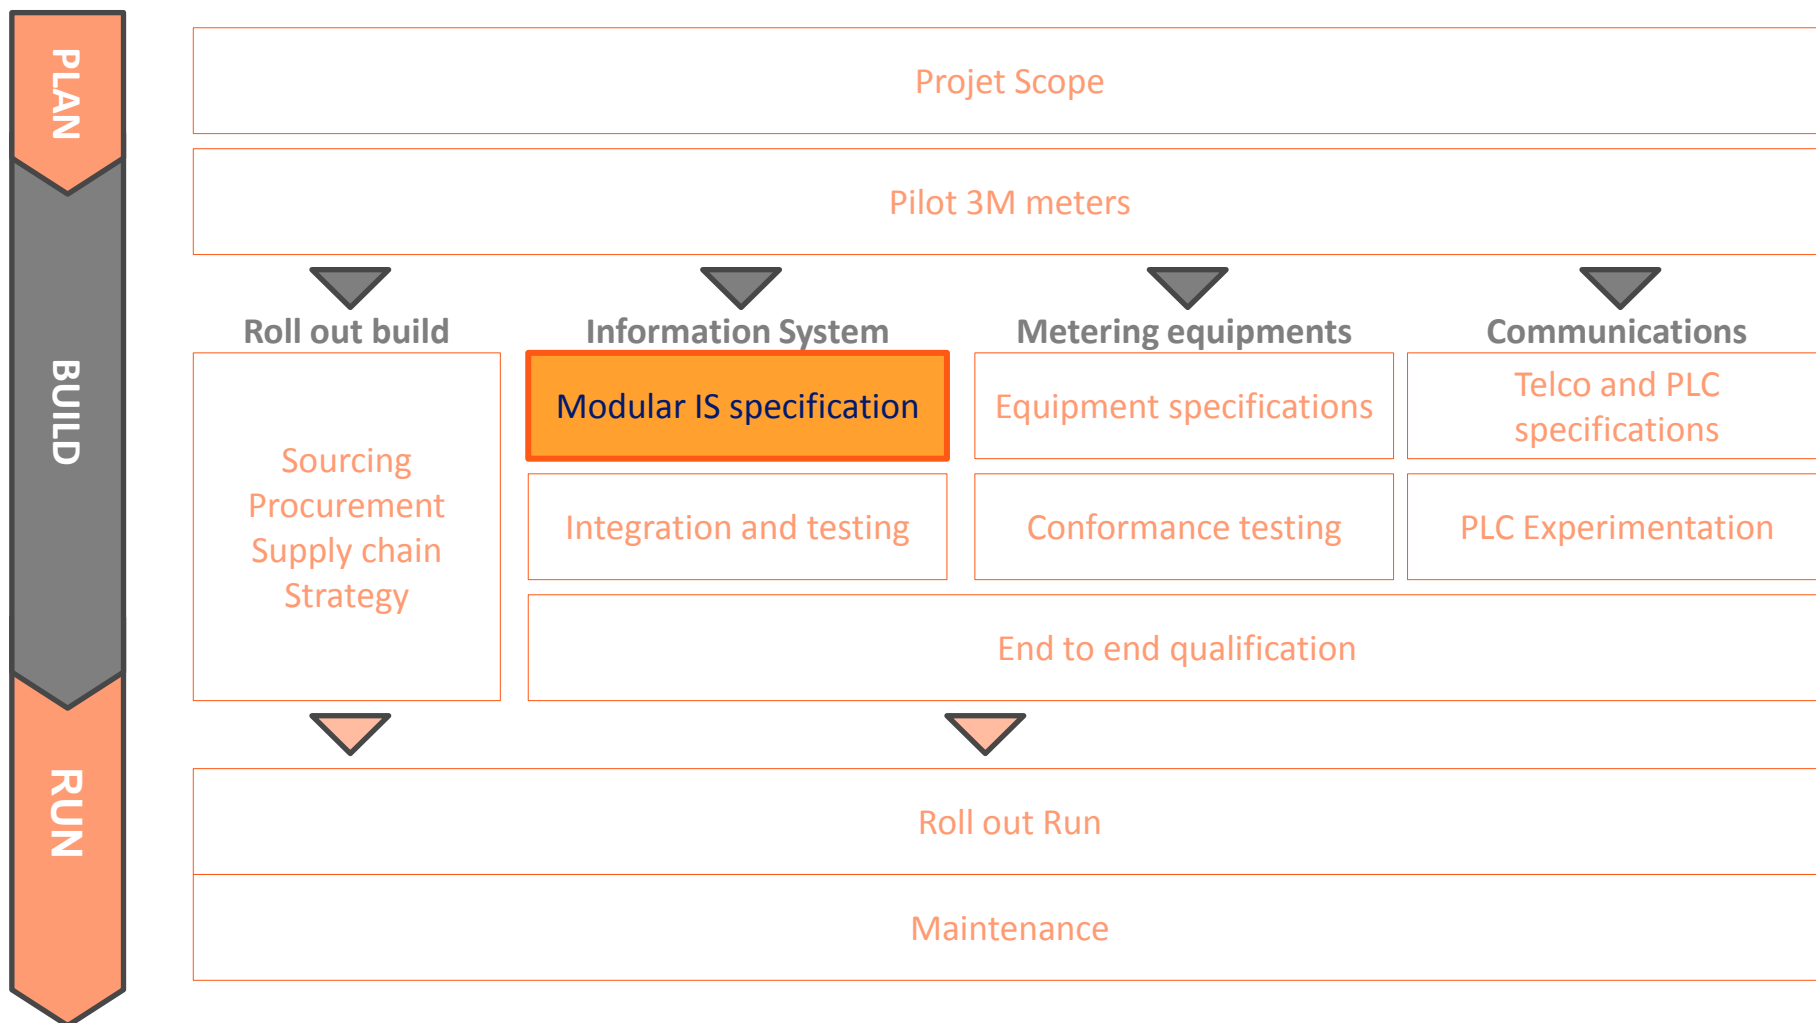 PLAN
Projet Scope
Pilot 3M meters
BUILD
Roll out build
Information System
Metering equipments
Communications
Sourcing
Procurement
Supply chain
Strategy
Modular IS specification
Equipment specifications
Telco and PLC
specifications
Integration and testing
Conformance testing
PLC Experimentation
End to end qualification
RUN
Roll out Run
Maintenance